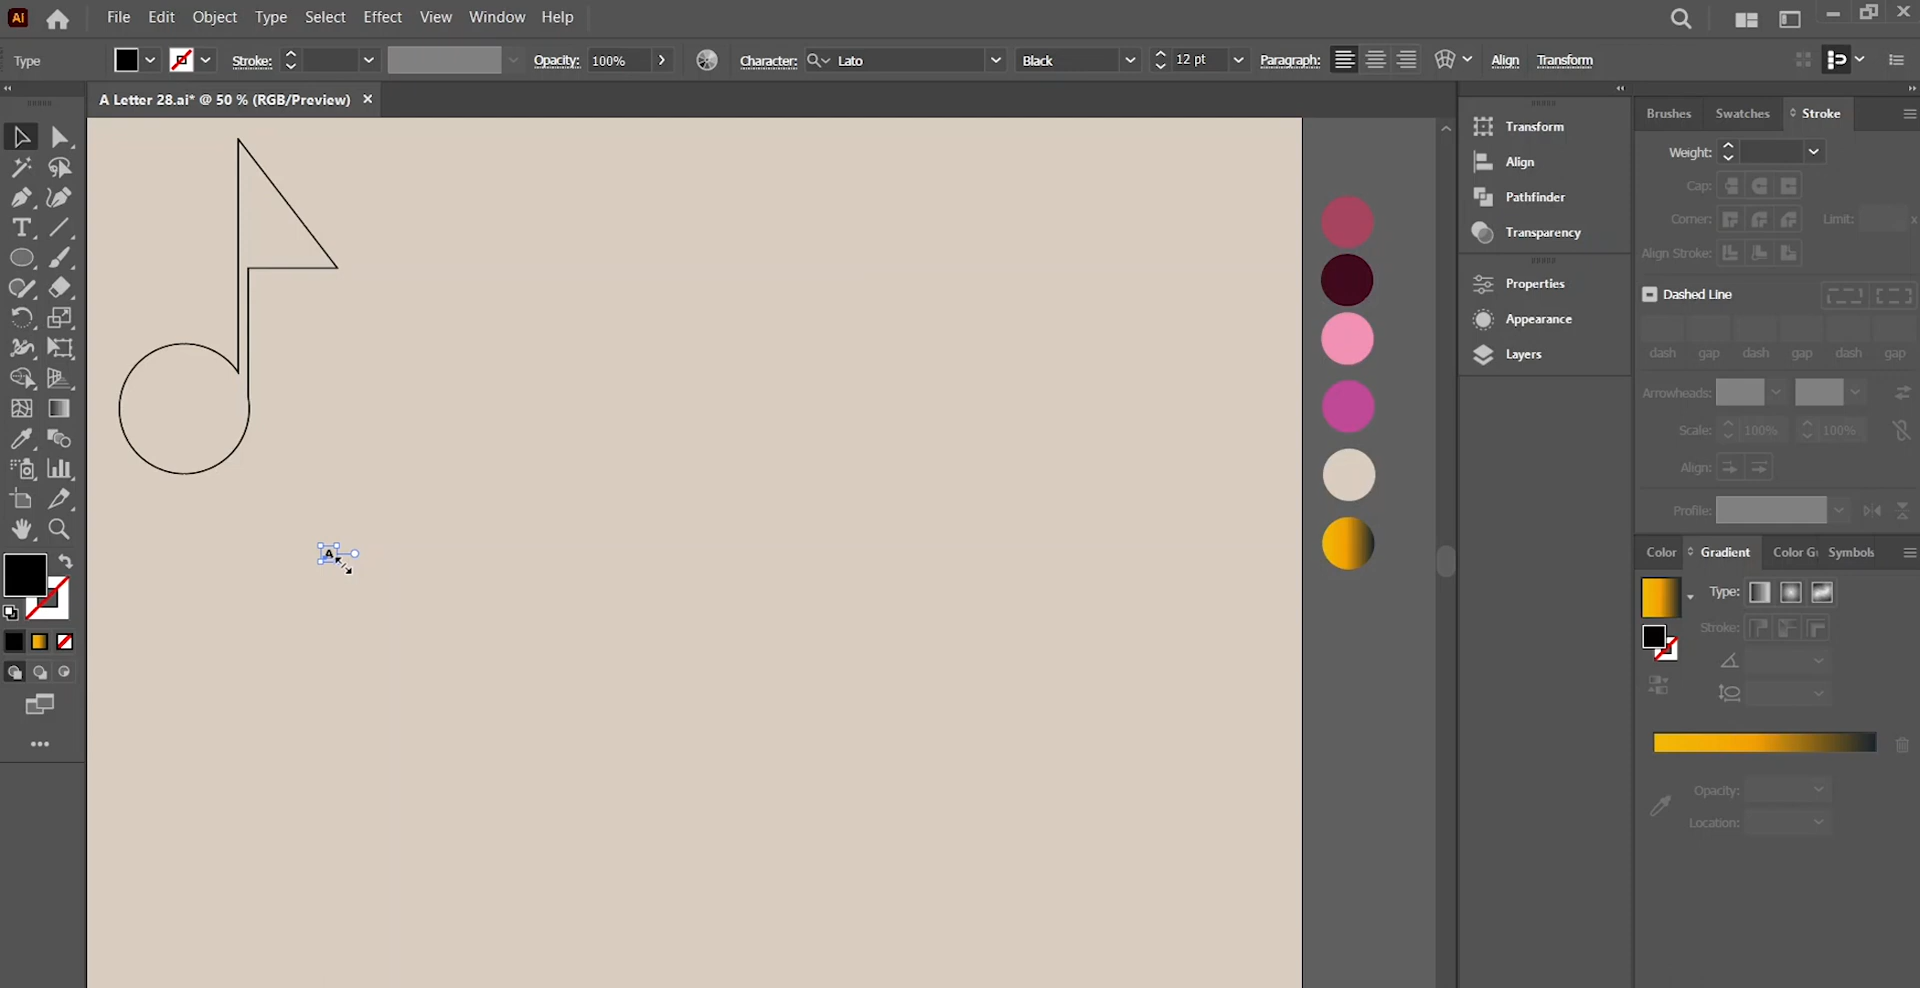 Ai File Edit Object Type Select Effect View Window Help
Type Stroke: Opacity: 100% Character: Lato Black 12 pt Paragraph: Align Transform
A Letter 28.ai* @ 50 % (RGB/Preview)
Transform
Align
Pathfinder
Transparency
Properties
Appearance
Layers
Brushes Swatches Stroke
Weight:
Cap:
Corner: Limit: x
Align Stroke:
Dashed Line
dash gap dash gap dash gap
Arrowheads:
Scale: 100% 100%
Align:
Profile:
Color Gradient Color G Symbols
Type:
Stroke:
Opacity:
Location:
A